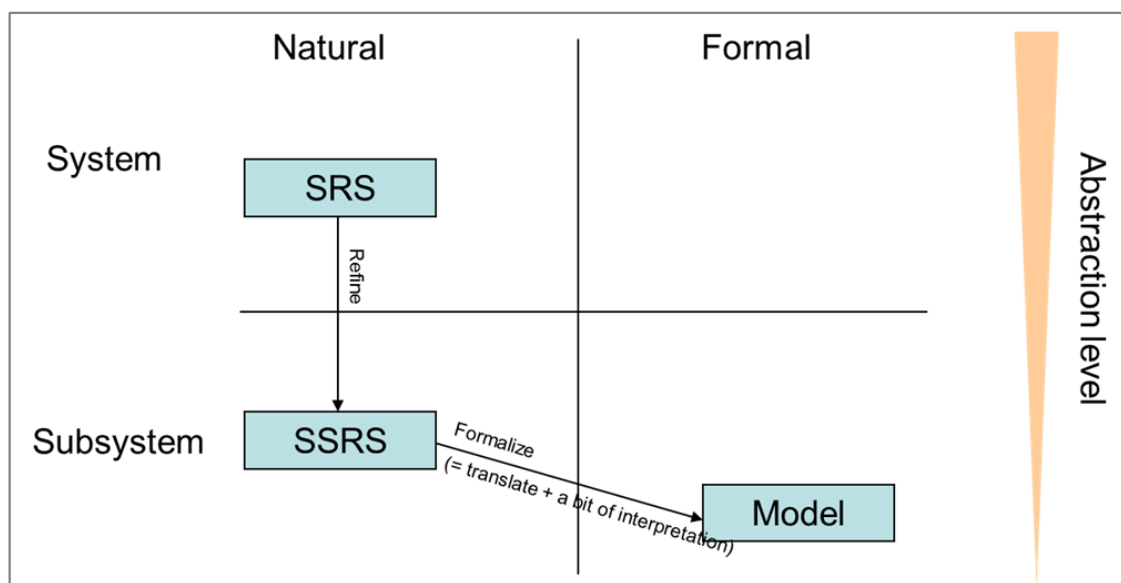 Natural
Formal
System
SRS
Refine
Abstraction level
Subsystem
SSRS
Formalize
(= translate + a bit of interpretation)
Model